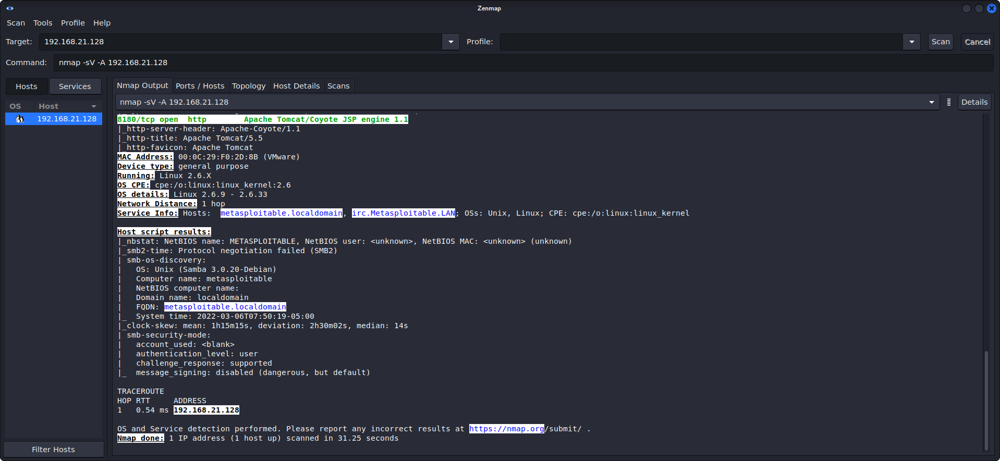 Zenmap
Scan Tools Profile Help
Target: 192.168.21.128 Profile: Scan Cancel
Command: nmap -sV -A 192.168.21.128
Hosts Services
Nmap Output Ports / Hosts Topology Host Details Scans
OS Host
nmap -sV -A 192.168.21.128 Details
192.168.21.128
8180/tcp open  http        Apache Tomcat/Coyote JSP engine 1.1
|_http-server-header: Apache-Coyote/1.1
|_http-title: Apache Tomcat/5.5
|_http-favicon: Apache Tomcat
MAC Address: 00:0C:29:F0:2D:8B (VMware)
Device type: general purpose
Running: Linux 2.6.X
OS CPE: cpe:/o:linux:linux_kernel:2.6
OS details: Linux 2.6.9 - 2.6.33
Network Distance: 1 hop
Service Info: Hosts:  metasploitable.localdomain, irc.Metasploitable.LAN; OSs: Unix, Linux; CPE: cpe:/o:linux:linux_kernel
Host script results:
|_nbstat: NetBIOS name: METASPLOITABLE, NetBIOS user: <unknown>, NetBIOS MAC: <unknown> (unknown)
|_smb2-time: Protocol negotiation failed (SMB2)
| smb-os-discovery:
|   OS: Unix (Samba 3.0.20-Debian)
|   Computer name: metasploitable
|   NetBIOS computer name:
|   Domain name: localdomain
|   FQDN: metasploitable.localdomain
|_  System time: 2022-03-06T07:50:19-05:00
|_clock-skew: mean: 1h15m15s, deviation: 2h30m02s, median: 14s
| smb-security-mode:
|   account_used: <blank>
|   authentication_level: user
|   challenge_response: supported
|_  message_signing: disabled (dangerous, but default)
TRACEROUTE
HOP RTT     ADDRESS
1   0.54 ms 192.168.21.128
OS and Service detection performed. Please report any incorrect results at https://nmap.org/submit/ .
Nmap done: 1 IP address (1 host up) scanned in 31.25 seconds
Filter Hosts